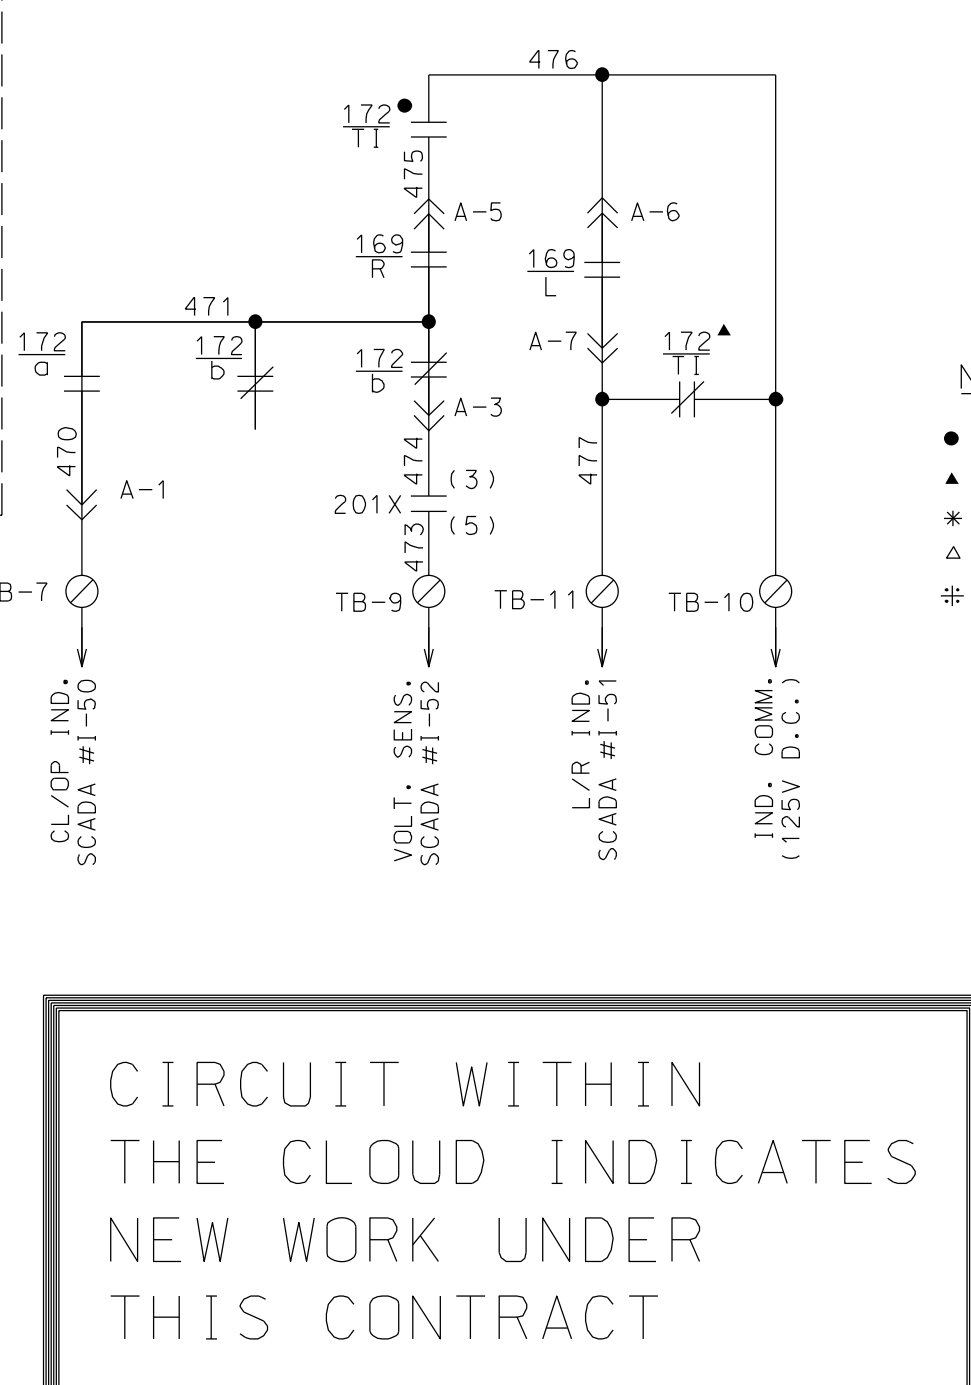 476
172
TI
475
A-5
A-6
169
R
169
L
471
172
a
172
b
172
b
A-7
172
TI
A-3
470
474
477
A-1
(3)
201X
(5)
473
B-7
TB-9
TB-11
TB-10
CL/OP IND.
SCADA #I-50
VOLT. SENS.
SCADA #I-52
L/R IND.
SCADA #I-51
IND. COMM.
(125V D.C.)
CIRCUIT WITHIN
THE CLOUD INDICATES
NEW WORK UNDER
THIS CONTRACT